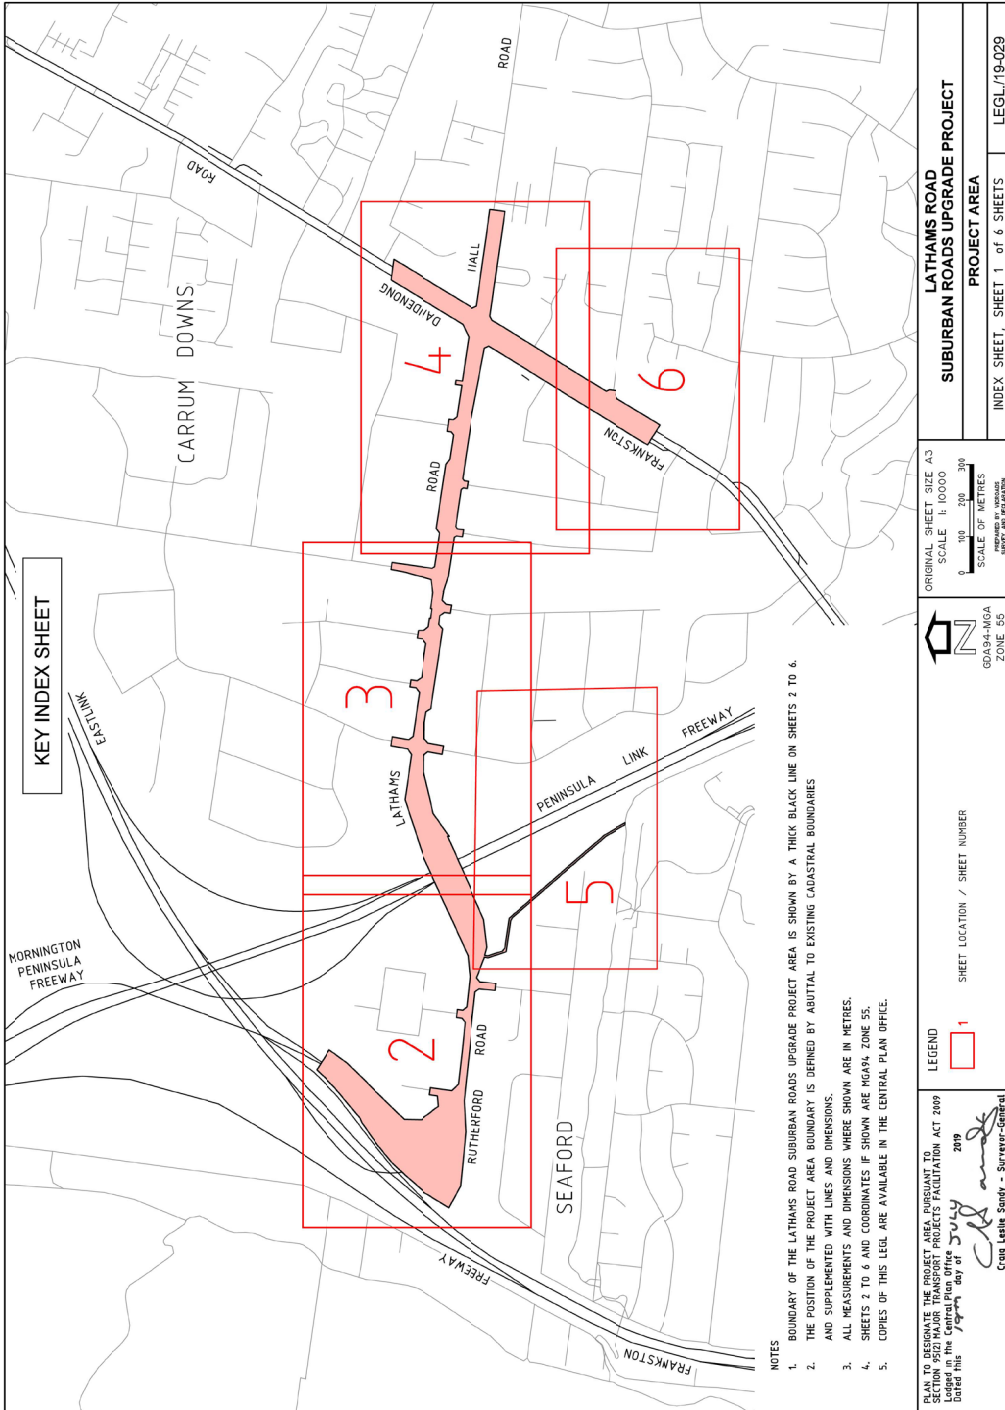 KEY INDEX SHEET
EASTLINK
MORNINGTON
PENINSULA
FREEWAY
CARRUM DOWNS
ROAD
ROAD
DANDENONG
HALL
4
ROAD
6
FRANKSTON
3
LATHAMS
PENINSULA LINK FREEWAY
5
2
ROAD
RUTHERFORD
SEAFORD
FREEWAY
FRANKSTON
NOTES
1. BOUNDARY OF THE LATHAMS ROAD SUBURBAN ROADS UPGRADE PROJECT AREA IS SHOWN BY A THICK BLACK LINE ON SHEETS 2 TO 6.
2. THE POSITION OF THE PROJECT AREA BOUNDARY IS DEFINED BY ABUTTAL TO EXISTING CADASTRAL BOUNDARIES
AND SUPPLEMENTED WITH LINES AND DIMENSIONS.
3. ALL MEASUREMENTS AND DIMENSIONS WHERE SHOWN ARE IN METRES.
4. SHEETS 2 TO 6 AND COORDINATES IF SHOWN ARE MGA94 ZONE 55.
5. COPIES OF THIS LEGL ARE AVAILABLE IN THE CENTRAL PLAN OFFICE.
PLAN TO DESIGNATE THE PROJECT AREA PURSUANT TO
SECTION 95(2) MAJOR TRANSPORT PROJECTS FACILITATION ACT 2009
Lodged in the Central Plan Office
Dated this day of JULY 2019
Craig Leslie Sandy - Surveyor-General
LEGEND
1
SHEET LOCATION / SHEET NUMBER
N
GDA94-MGA
ZONE 55
ORIGINAL SHEET SIZE A3
SCALE 1: 10000
0 100 200 300
SCALE OF METRES
PREPARED BY VICROADS
SURVEY AND DECLARATION
LATHAMS ROAD
SUBURBAN ROADS UPGRADE PROJECT
PROJECT AREA
INDEX SHEET, SHEET 1 of 6 SHEETS
LEGL./19-029